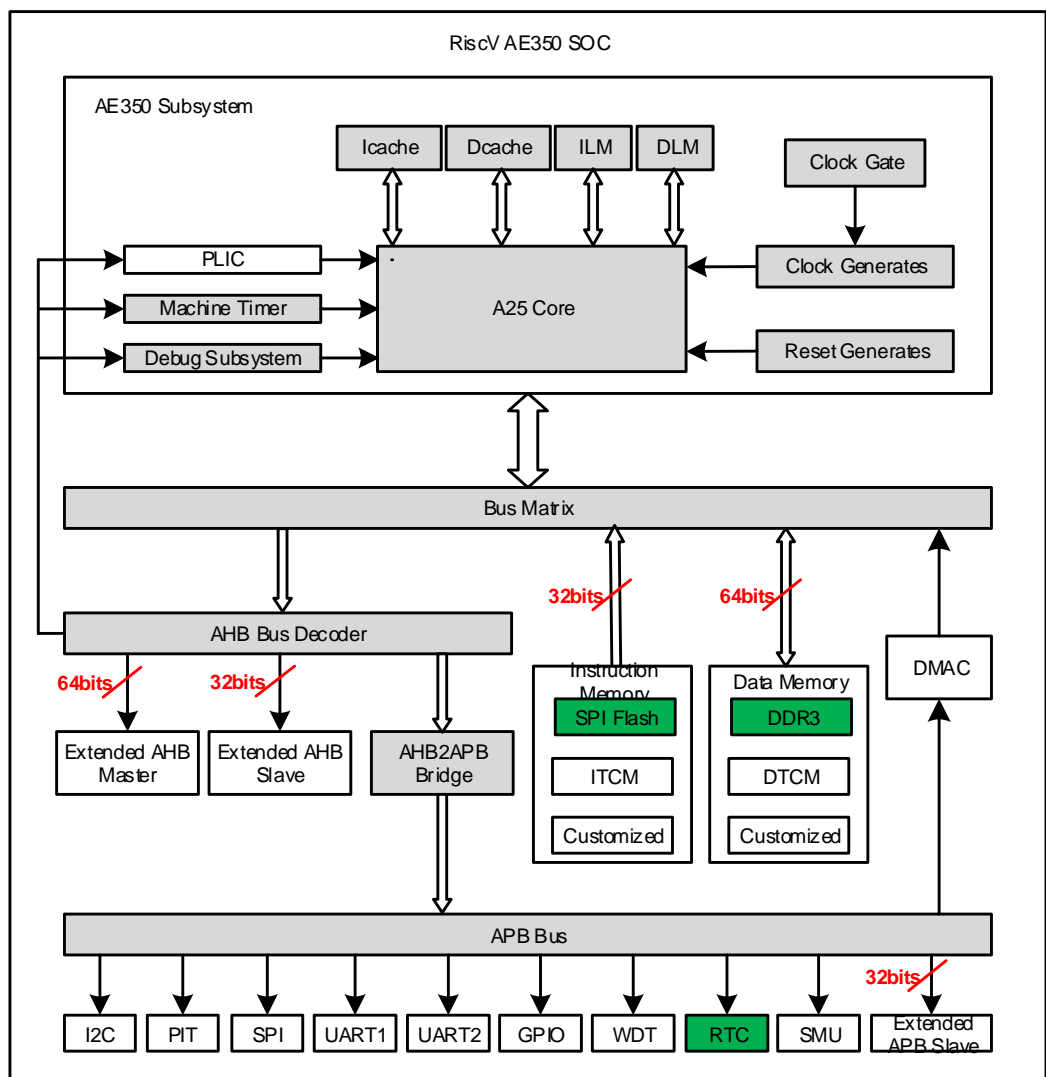 RiscV AE350 SOC
AE350 Subsystem
Icache
Dcache
ILM
DLM
Clock Gate
PLIC
Clock Generates
Machine Timer
A25 Core
Debug Subsystem
Reset Generates
Bus Matrix
32bits
64bits
AHB Bus Decoder
64bits
32bits
Instruction
Memory
Data Memory
DMAC
SPI Flash
DDR3
Extended AHB
Master
Extended AHB
Slave
AHB2APB
Bridge
ITCM
DTCM
Customized
Customized
APB Bus
32bits
I2C
PIT
SPI
UART1
UART2
GPIO
WDT
RTC
SMU
Extended
APB Slave